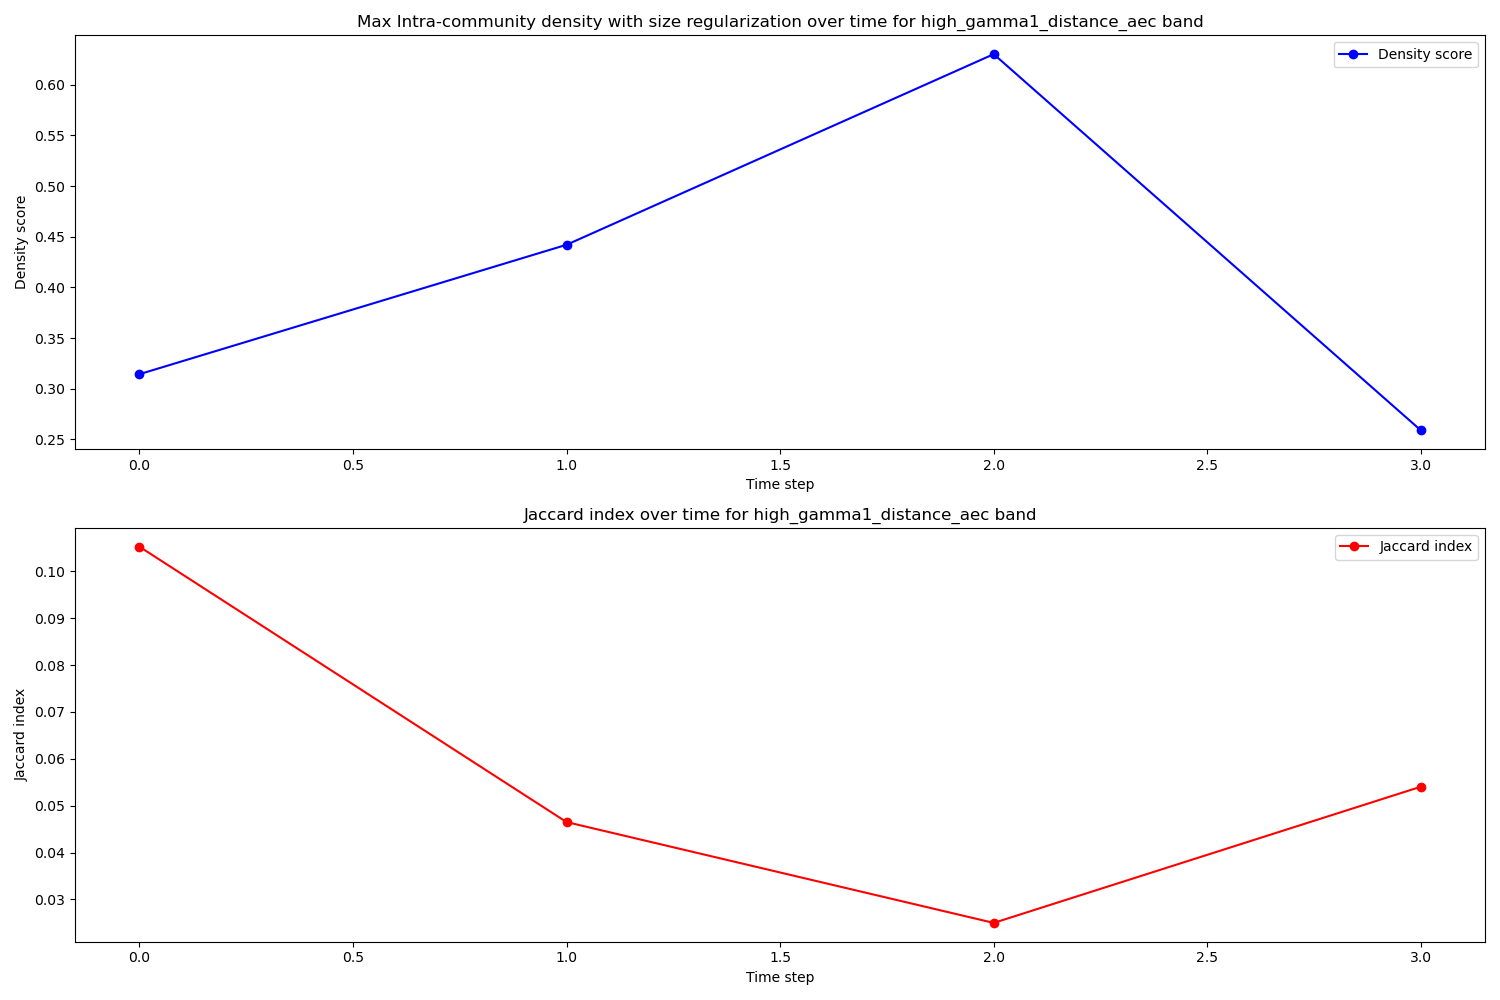 Max Intra-community density with size regularization over time for high_gamma1_distance_aec band
Density score
0.60
0.55
0.50
0.45
0.40
0.35
0.30
0.25
Density score
0.0 0.5 1.0 1.5 2.0 2.5 3.0
Time step
Jaccard index over time for high_gamma1_distance_aec band
Jaccard index
0.10
0.09
0.08
0.07
0.06
0.05
0.04
0.03
Jaccard index
0.0 0.5 1.0 1.5 2.0 2.5 3.0
Time step